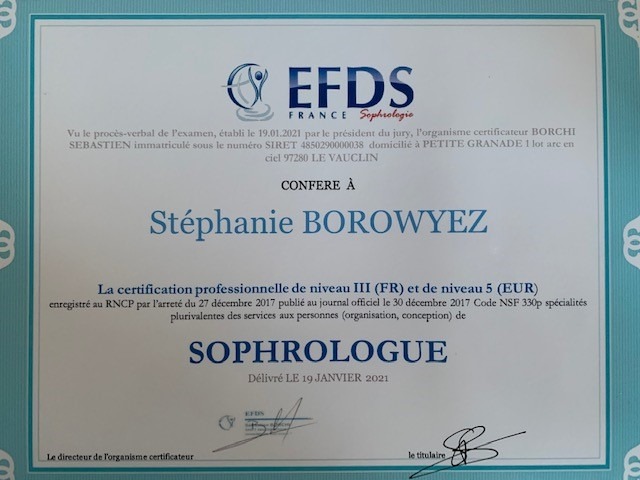 EFDS
FRANCE Sophrologie
Vu le procès-verbal de l'examen, établi le 19.01.2021 par le président du jury, l'organisme certificateur BORCHI
SEBASTIEN immatriculé sous le numéro SIRET 4850290000038 domicilié à PETITE GRANADE 1 lot arc en
ciel 97280 LE VAUCLIN
CONFERE À
Stéphanie BOROWYEZ
La certification professionnelle de niveau III (FR) et de niveau 5 (EUR)
enregistré au RNCP par l'arreté du 27 décembre 2017 publié au journal officiel le 30 décembre 2017 Code NSF 330p spécialités
plurivalentes des services aux personnes (organisation, conception) de
SOPHROLOGUE
Délivré LE 19 JANVIER 2021
EFDS
Le directeur de l'organisme certificateur
le titulaire